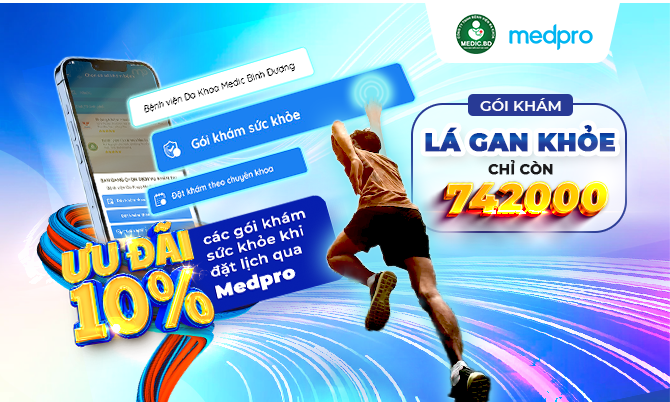 MEDIC.BD
medpro
Bệnh viện Đa Khoa Medic Bình Dương
Gói khám sức khỏe
Đặt khám theo chuyên khoa
GÓI KHÁM
LÁ GAN KHỎE
CHỈ CÒN
742000
ƯU ĐÃI
10%
các gói khám
sức khỏe khi
đặt lịch qua
Medpro